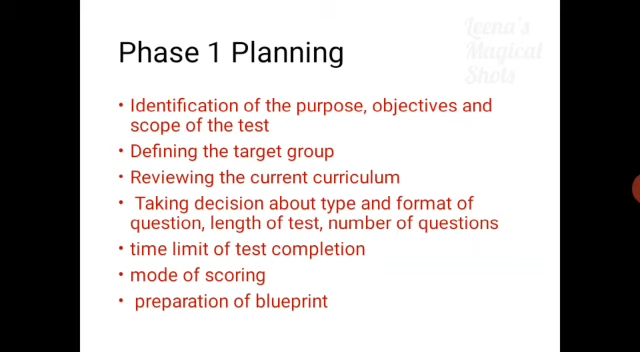 Leena's
Magical
Shots
Phase 1 Planning
• Identification of the purpose, objectives and
scope of the test
• Defining the target group
• Reviewing the current curriculum
• Taking decision about type and format of
question, length of test, number of questions
• time limit of test completion
• mode of scoring
• preparation of blueprint